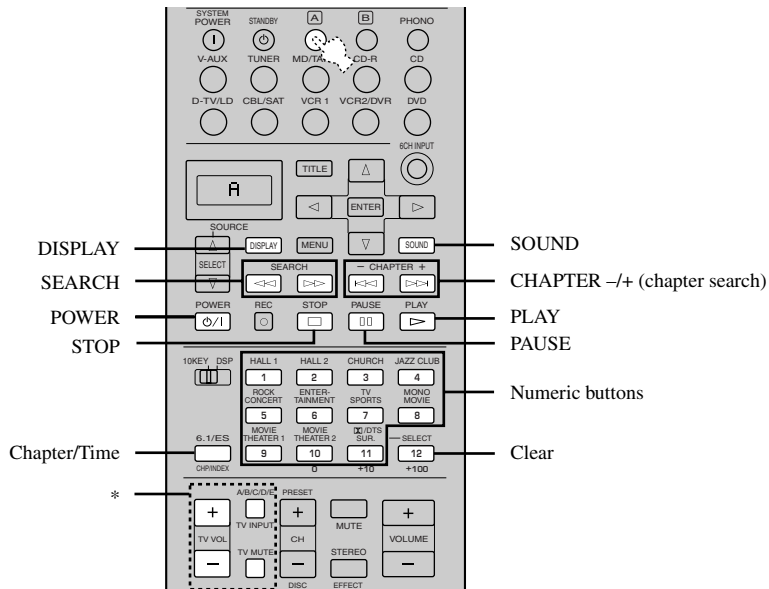 SYSTEM POWER STANDBY A B PHONO
V-AUX TUNER MD/TA CD-R CD
D-TV/LD CBL/SAT VCR 1 VCR2/DVR DVD
6CH INPUT
TITLE
A
ENTER
SOURCE
DISPLAY DISPLAY MENU SOUND SOUND
SELECT
SEARCH SEARCH – CHAPTER + CHAPTER –/+ (chapter search)
POWER POWER REC STOP PAUSE PLAY PLAY
STOP PAUSE
10KEY DSP HALL 1 HALL 2 CHURCH JAZZ CLUB
1 2 3 4
ROCK CONCERT ENTER-TAINMENT TV SPORTS MONO MOVIE Numeric buttons
5 6 7 8
MOVIE THEATER 1 MOVIE THEATER 2 /DTS SUR. SELECT
Chapter/Time 6.1/ES 9 10 11 12 Clear
CHP/INDEX 0 +10 +100
* A/B/C/D/E PRESET
+ + +
TV INPUT MUTE
TV VOL CH VOLUME
TV MUTE STEREO
– – –
DISC EFFECT